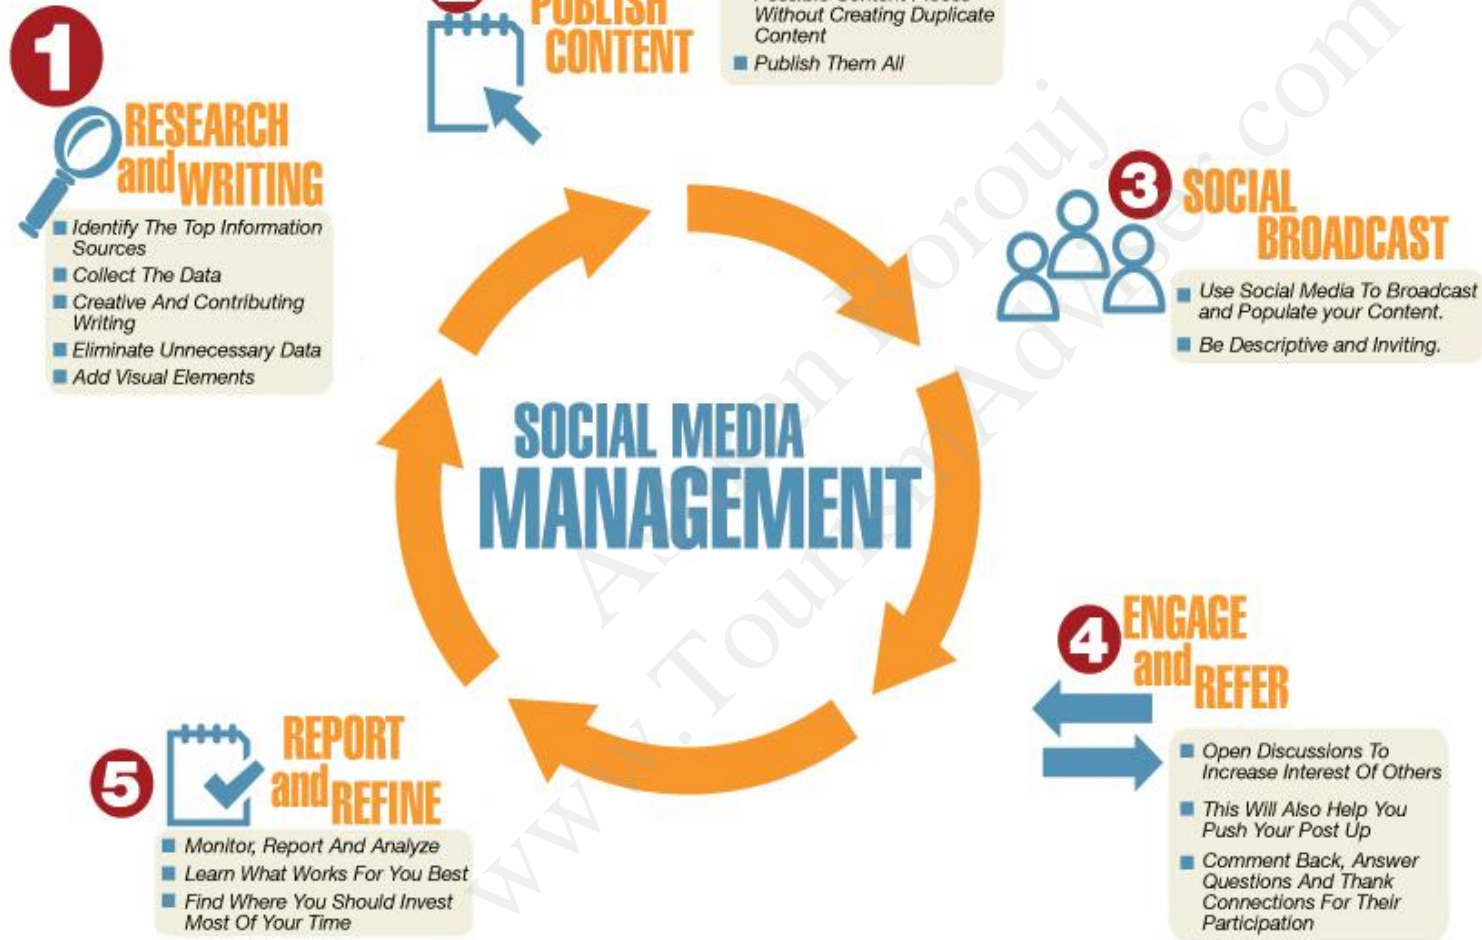 1
RESEARCH
and WRITING
Identify The Top Information
Sources
Collect The Data
Creative And Contributing
Writing
Eliminate Unnecessary Data
Add Visual Elements
PUBLISH
CONTENT
Without Creating Duplicate
Content
Publish Them All
3
SOCIAL
BROADCAST
Use Social Media To Broadcast
and Populate your Content.
Be Descriptive and Inviting.
SOCIAL MEDIA
MANAGEMENT
4
ENGAGE
and REFER
Open Discussions To
Increase Interest Of Others
This Will Also Help You
Push Your Post Up
Comment Back, Answer
Questions And Thank
Connections For Their
Participation
5
REPORT
and REFINE
Monitor, Report And Analyze
Learn What Works For You Best
Find Where You Should Invest
Most Of Your Time
Borouj
www.TourismAdviser.com